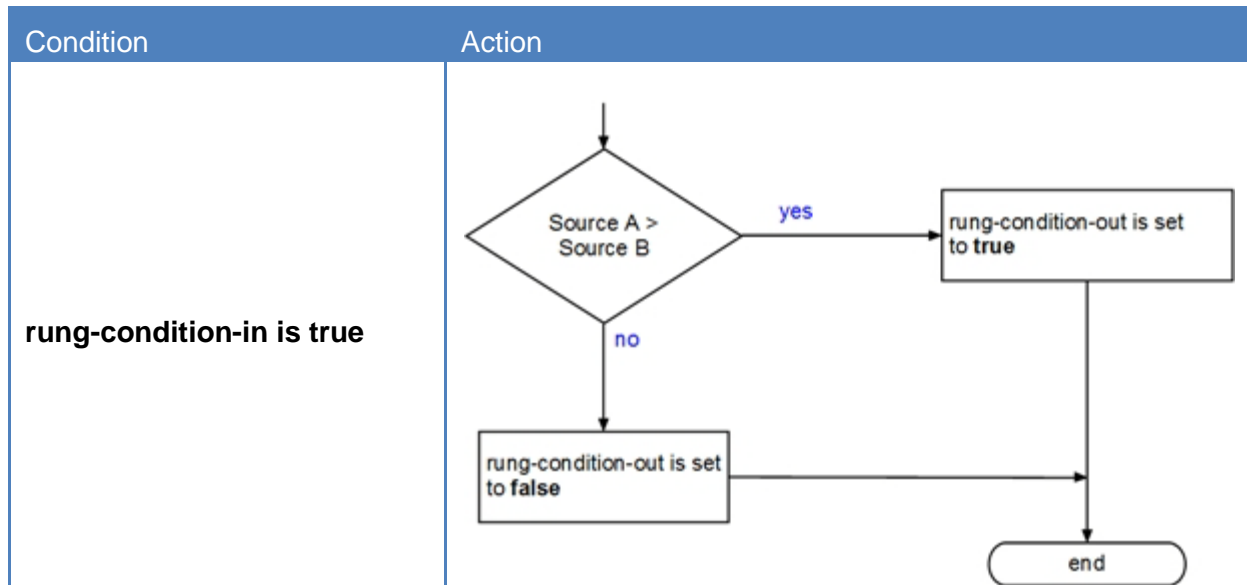 Condition
Action
rung-condition-in is true
Source A >
Source B
yes
rung-condition-out is set
to true
no
rung-condition-out is set
to false
end